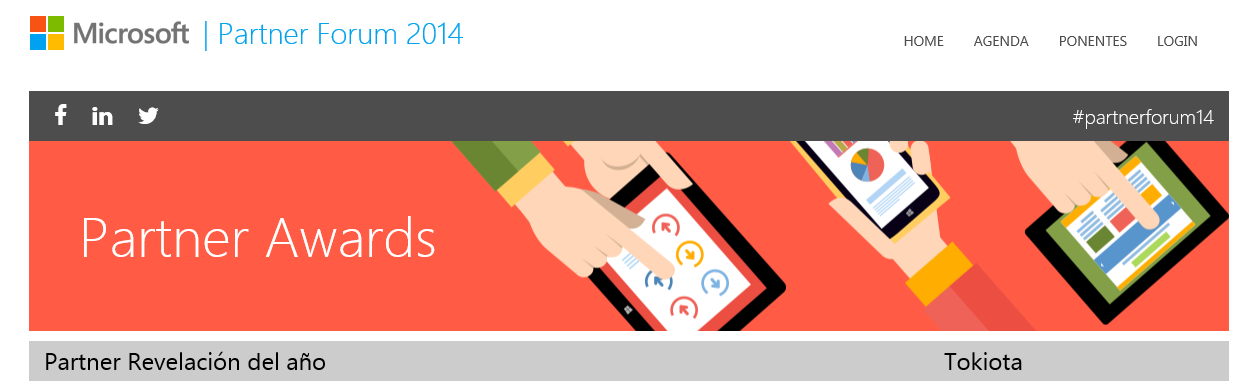 Microsoft | Partner Forum 2014
HOME AGENDA PONENTES LOGIN
#partnerforum14
Partner Awards
Partner Revelación del año Tokiota